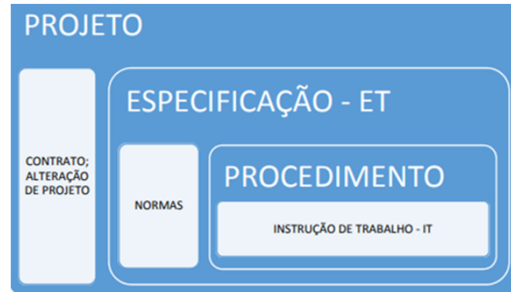 PROJETO
ESPECIFICAÇÃO - ET
CONTRATO;
ALTERAÇÃO
DE PROJETO
NORMAS
PROCEDIMENTO
INSTRUÇÃO DE TRABALHO - IT